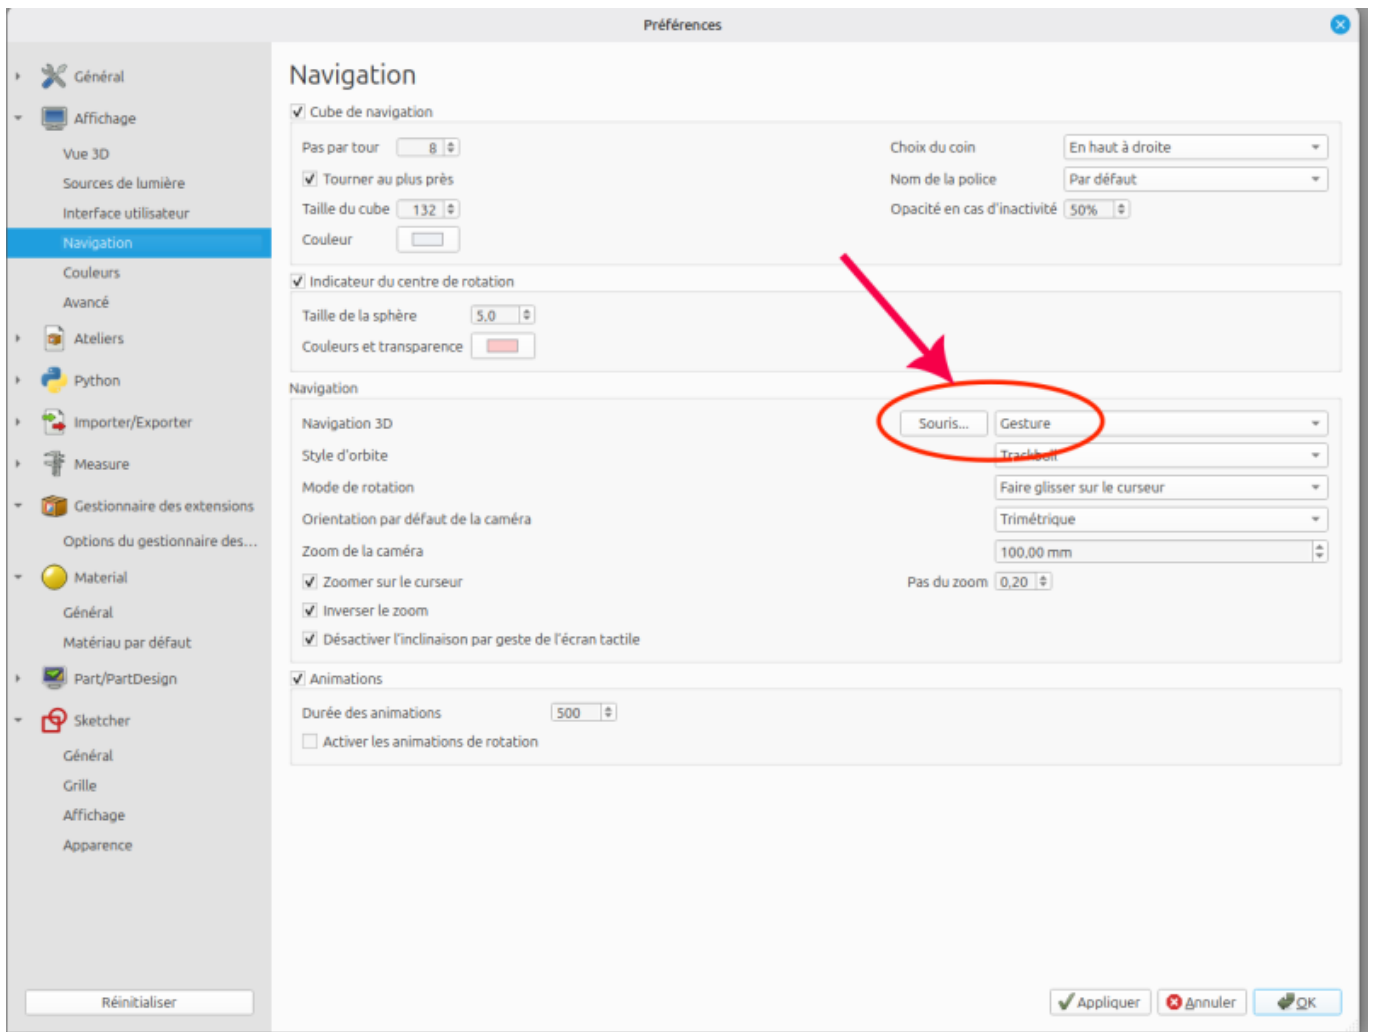 Préférences
Général
Affichage
Vue 3D
Sources de lumière
Interface utilisateur
Navigation
Couleurs
Avancé
Ateliers
Python
Importer/Exporter
Measure
Gestionnaire des extensions
Options du gestionnaire des...
Material
Général
Matériau par défaut
Part/PartDesign
Sketcher
Général
Grille
Affichage
Apparence
Réinitialiser
Navigation
Cube de navigation
Pas par tour 8 Choix du coin En haut à droite
Tourner au plus près Nom de la police Par défaut
Taille du cube 132 Opacité en cas d'inactivité 50%
Couleur
Indicateur du centre de rotation
Taille de la sphère 5,0
Couleurs et transparence
Navigation
Navigation 3D Souris... Gesture
Style d'orbite Trackball
Mode de rotation Faire glisser sur le curseur
Orientation par défaut de la caméra Trimétrique
Zoom de la caméra 100,00 mm
Zoomer sur le curseur Pas du zoom 0,20
Inverser le zoom
Désactiver l'inclinaison par geste de l'écran tactile
Animations
Durée des animations 500
Activer les animations de rotation
Appliquer Annuler OK